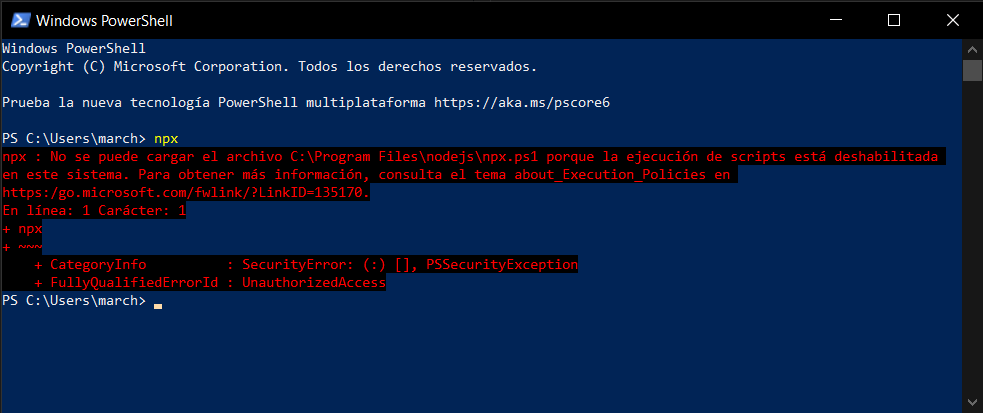 Windows PowerShell
Windows PowerShell
Copyright (C) Microsoft Corporation. Todos los derechos reservados.
Prueba la nueva tecnología PowerShell multiplataforma https://aka.ms/pscore6
PS C:\Users\march> npx
npx : No se puede cargar el archivo C:\Program Files\nodejs\npx.ps1 porque la ejecución de scripts está deshabilitada
en este sistema. Para obtener más información, consulta el tema about_Execution_Policies en
https:/go.microsoft.com/fwlink/?LinkID=135170.
En línea: 1 Carácter: 1
+ npx
+ ~~~
    + CategoryInfo          : SecurityError: (:) [], PSSecurityException
    + FullyQualifiedErrorId : UnauthorizedAccess
PS C:\Users\march>